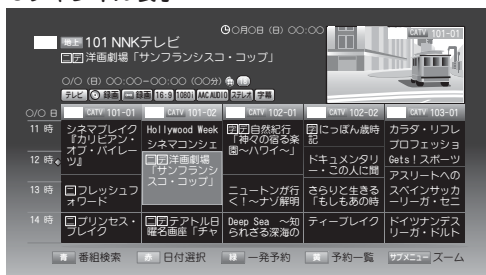 ○月○日 (日) ○○:○○
CATV 101-01
地上 101 NNKテレビ
二字洋画劇場「サンフランシスコ・コップ」
○/○ (日) ○○:○○-○○:○○ (○○分)
テレビ 録画 録画 16:9 1080i AAC AUDIO ステレオ 字幕
○/○ 日 CATV 101-01 CATV 101-02 CATV 102-01 CATV 102-02 CATV 103-01
11 時 シネマブレイク Hollywood Week 字二自然紀行 字にっぽん歳時 カラダ・リフレ
『カリビアン・ シネマコンシェ 「神々の宿る楽 記 プロフェッショ
オブ・パイレー 園~ハワイ~」
12 時 ツ』 二字洋画劇場 ドキュメンタリ Gets!スポーツ
「サンフランシ ー・この人に聞 アスリートへの
スコ・コップ」
13 時 二フレッシュフ ニュートンが行 さらりと生きる スペインサッカ
ォワード く!~ナゾ解明 「もしもあの時 ーリーガ・セニ
14 時 二プリンセス・ 二字テアトル日 Deep Sea ~知 ティーブレイク ドイツナンデス
ブレイク 曜名画座「チャ られざる深海の リーガ・ドルト
青 番組検索 赤 日付選択 緑 一発予約 黄 予約一覧 サブメニュー ズーム